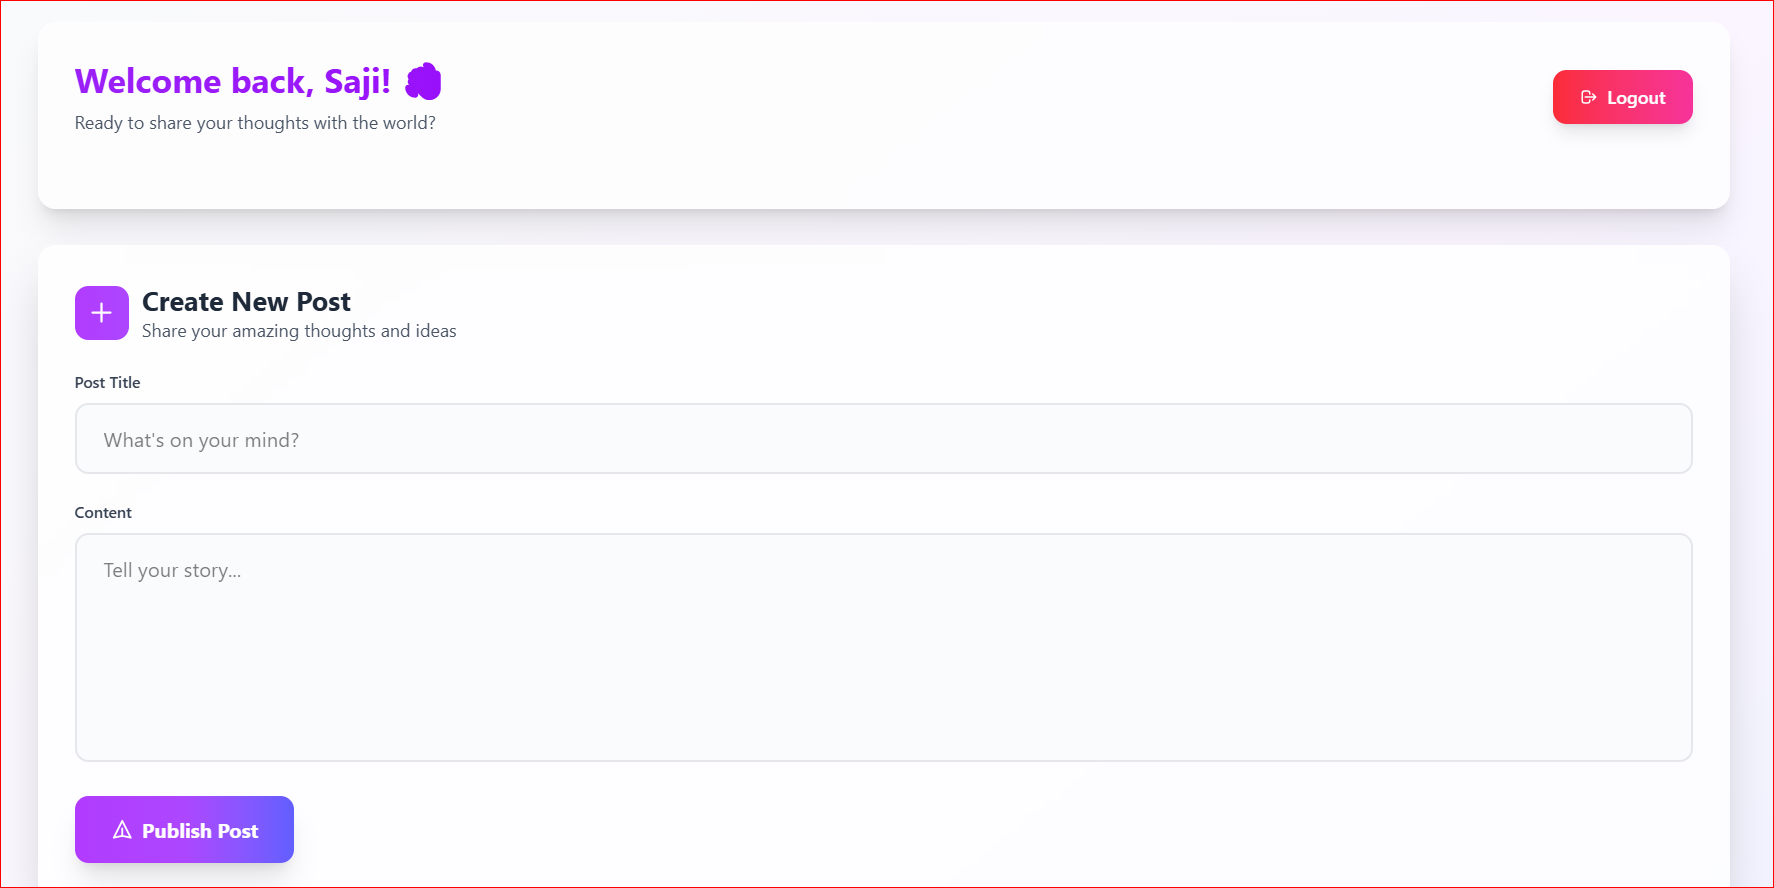 Welcome back, Saji!
Ready to share your thoughts with the world?
Logout
Create New Post
Share your amazing thoughts and ideas
Post Title
What's on your mind?
Content
Tell your story...
Publish Post